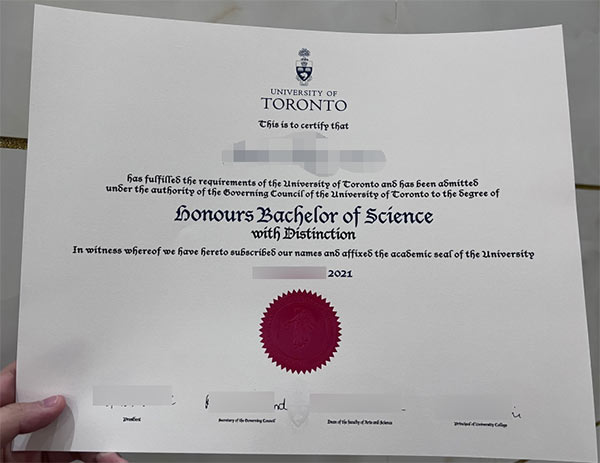 UNIVERSITY OF
TORONTO
This is to certify that
has fulfilled the requirements of the University of Toronto and has been admitted
under the authority of the Governing Council of the University of Toronto to the degree of
Honours Bachelor of Science
with Distinction
In witness whereof we have hereto subscribed our names and affixed the academic seal of the University
2021
President
Secretary of the Governing Council
Dean of the Faculty of Arts and Science
Principal of University College